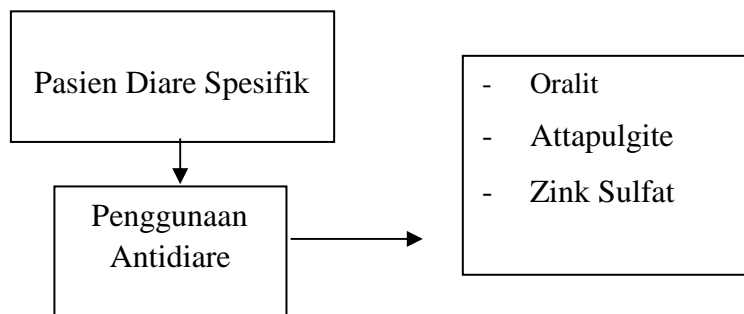 Pasien Diare Spesifik
Penggunaan
Antidiare
- Oralit
- Attapulgite
- Zink Sulfat